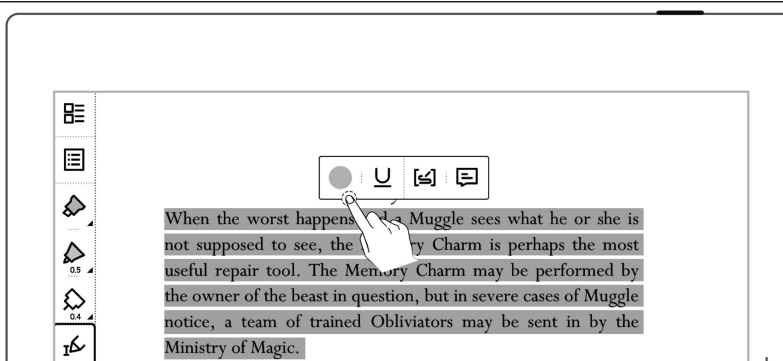 When the worst happens a Muggle sees what he or she is
not supposed to see, the Charm is perhaps the most
useful repair tool. The Memory Charm may be performed by
the owner of the beast in question, but in severe cases of Muggle
notice, a team of trained Obliviators may be sent in by the
Ministry of Magic.
0.5
0.4